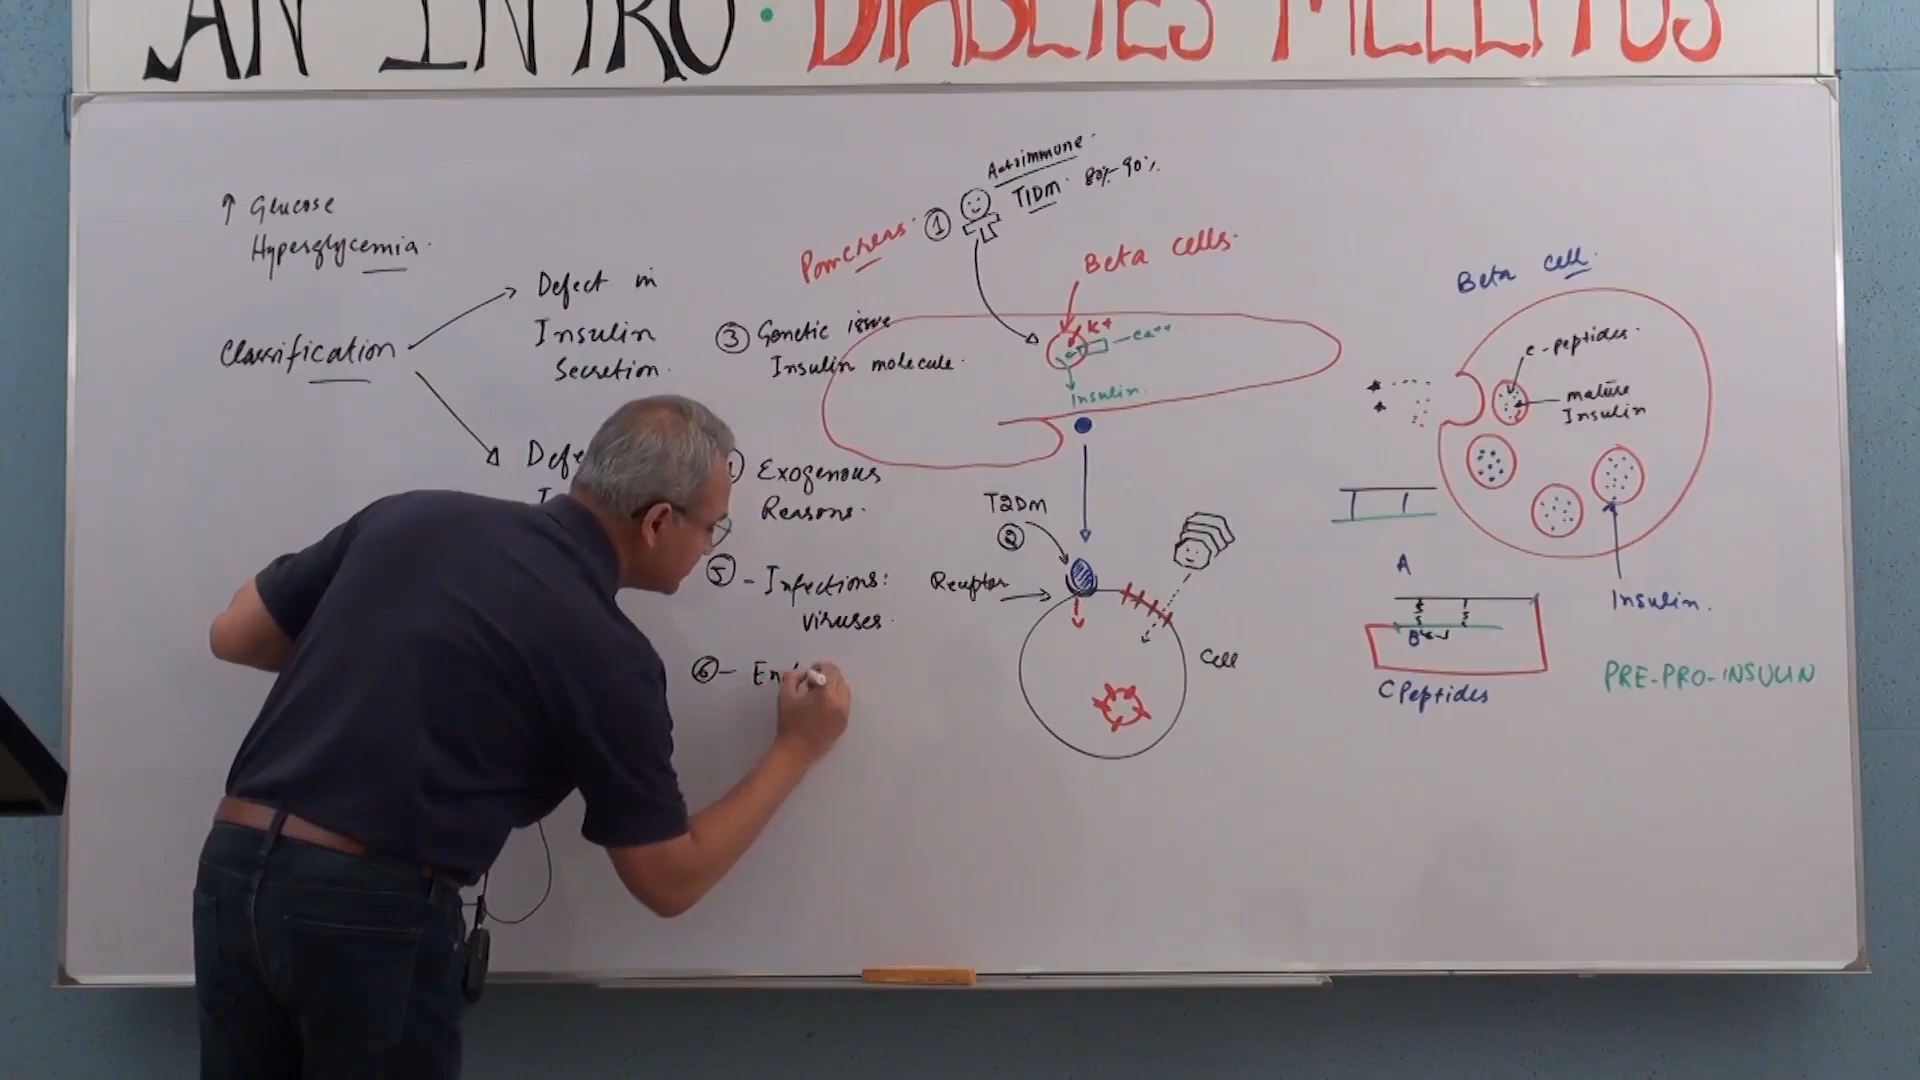 AN INTRO · DIABETES MELLITUS
↑ Glucose
Hyperglycemia.
Classification
Defect in
Insulin
Secretion.
Autoimmune.
T1DM. 80%-90%
①
Beta cells.
③ Genetic issue
Insulin molecule.
K+
Ca++
Insulin.
Exogenous
Reasons.
⑤ - Infections:
viruses.
⑥ -
T2DM
②
Receptor
Cell
Beta cell.
c-peptides.
mature
Insulin
Insulin.
A
B
C Peptides
PRE-PRO-INSULIN